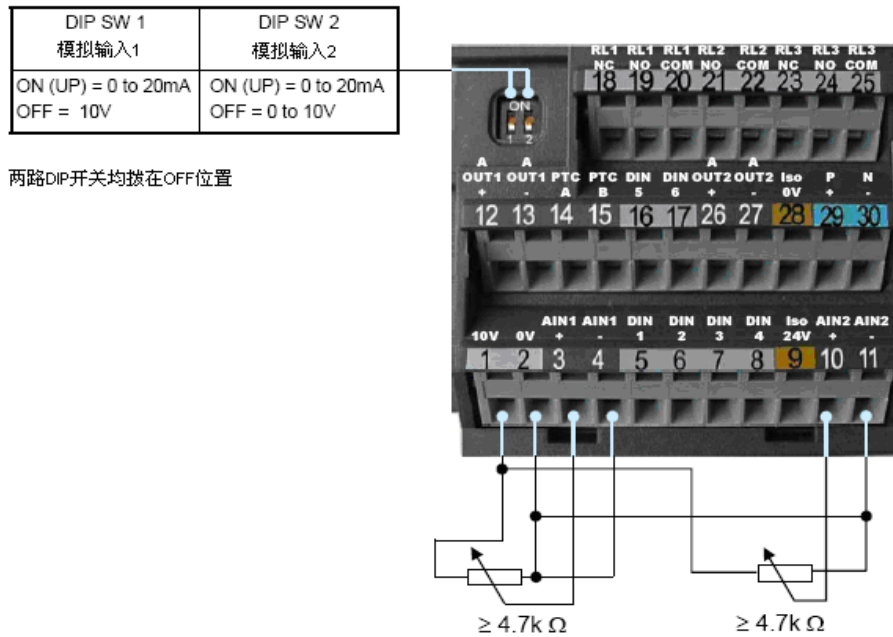 DIP SW 1
模拟输入1
DIP SW 2
模拟输入2
ON (UP) = 0 to 20mA
OFF = 10V
ON (UP) = 0 to 20mA
OFF = 0 to 10V
两路DIP开关均拨在OFF位置
ON
1 2
RL1 RL1 RL1 RL2 RL2 RL3 RL3 RL3
NC NO COM NO COM NC NO COM
18 19 20 21 22 23 24 25
A A A A
OUT1 OUT1 PTC PTC DIN DIN OUT2 OUT2 Iso P N
+ - A B 5 6 + - 0V + -
12 13 14 15 16 17 26 27 28 29 30
AIN1 AIN1 DIN DIN DIN DIN Iso AIN2 AIN2
10V 0V + - 1 2 3 4 24V + -
1 2 3 4 5 6 7 8 9 10 11
≥ 4.7k Ω
≥ 4.7k Ω